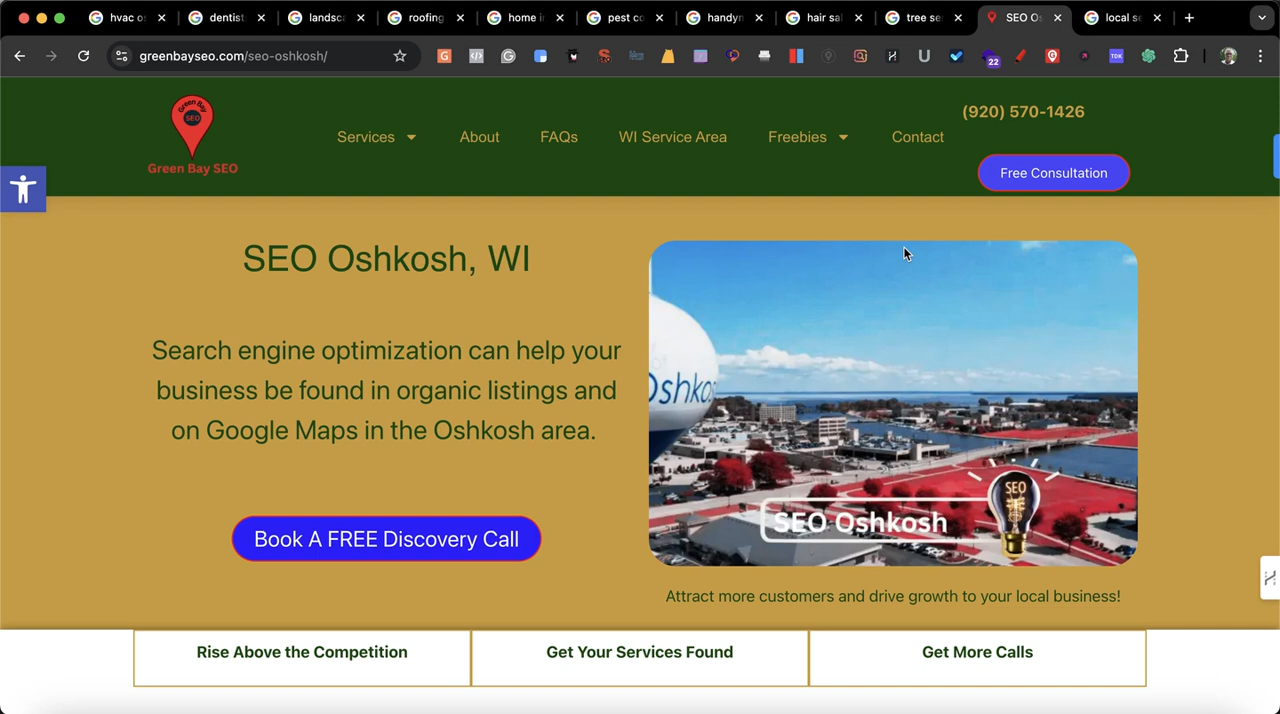 hvac o
dentist
landsc
roofing
home i
pest co
handyn
hair sal
tree se
SEO O
local se
greenbayseo.com/seo-oshkosh/
22
TDK
Green Bay
SEO
Green Bay SEO
Services
About
FAQs
WI Service Area
Freebies
Contact
(920) 570-1426
Free Consultation
SEO Oshkosh, WI
Search engine optimization can help your
business be found in organic listings and
on Google Maps in the Oshkosh area.
Book A FREE Discovery Call
Oshkos
SEO
SEO Oshkosh
Attract more customers and drive growth to your local business!
Rise Above the Competition
Get Your Services Found
Get More Calls